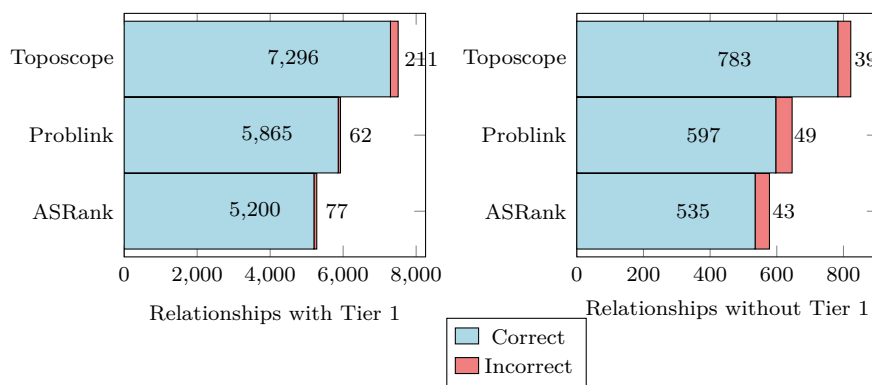 Toposcope
7,296
211
Problink
5,865
62
ASRank
5,200
77
0
2,000
4,000
6,000
8,000
Relationships with Tier 1
Toposcope
783
39
Problink
597
49
ASRank
535
43
0
200
400
600
800
Relationships without Tier 1
Correct
Incorrect